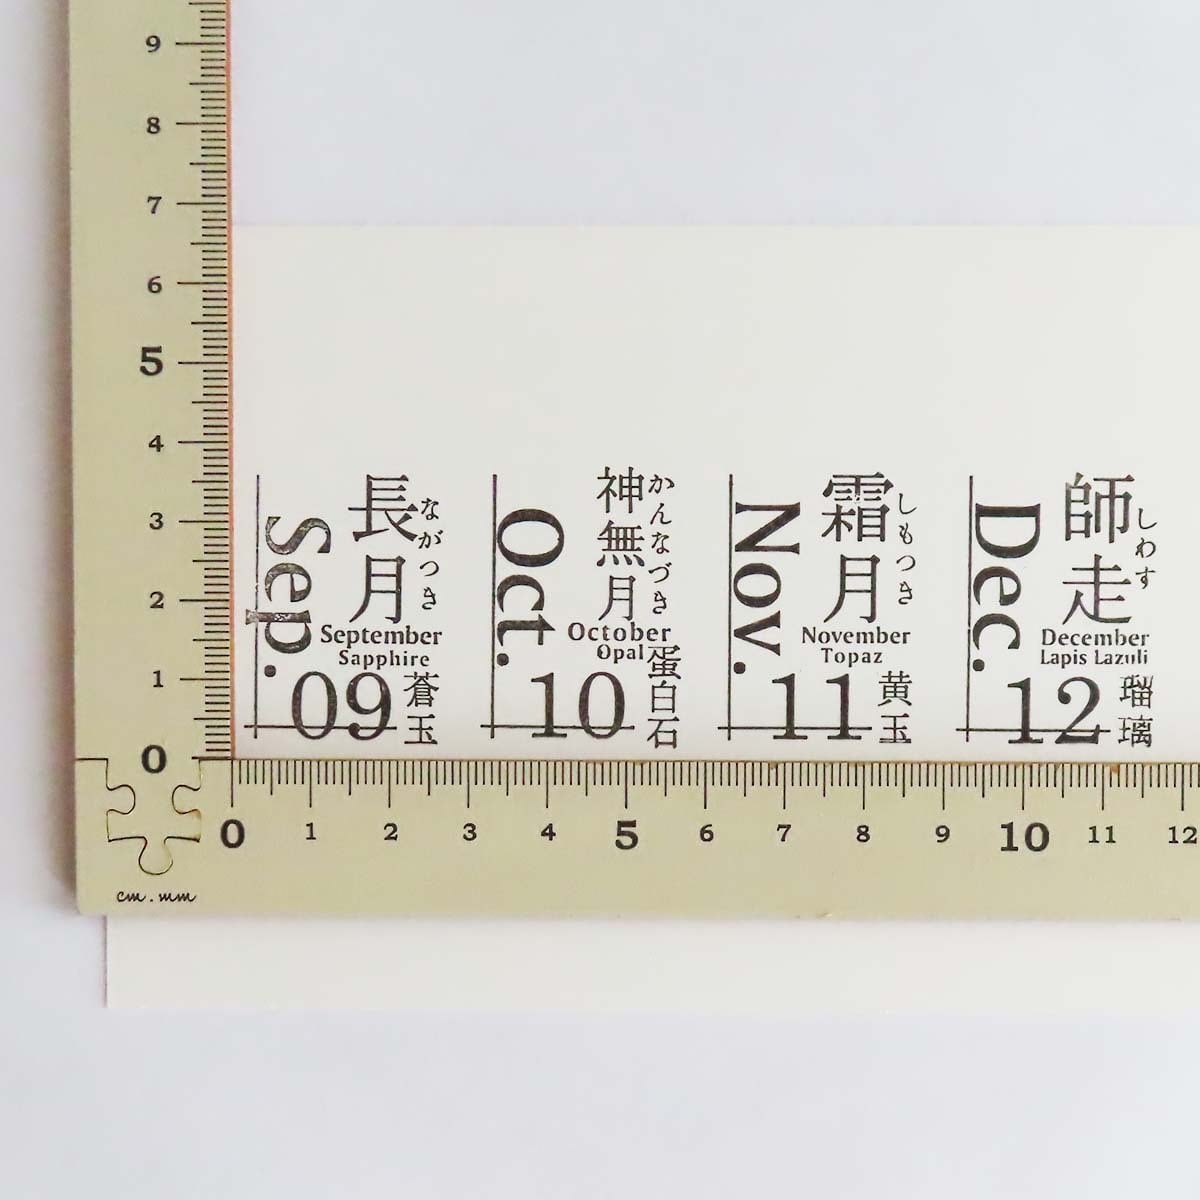 9
8
7
6
5
4
3
2
1
0
長月
ながつき
Sep.
September
Sapphire
09
蒼玉
神無月
かんなづき
Oct.
October
Opal
10
蛋白石
霜月
しもつき
Nov.
November
Topaz
11
黄玉
師走
しわす
Dec.
December
Lapis Lazuli
12
瑠璃
0 1 2 3 4 5 6 7 8 9 10 11 12
cm.mm